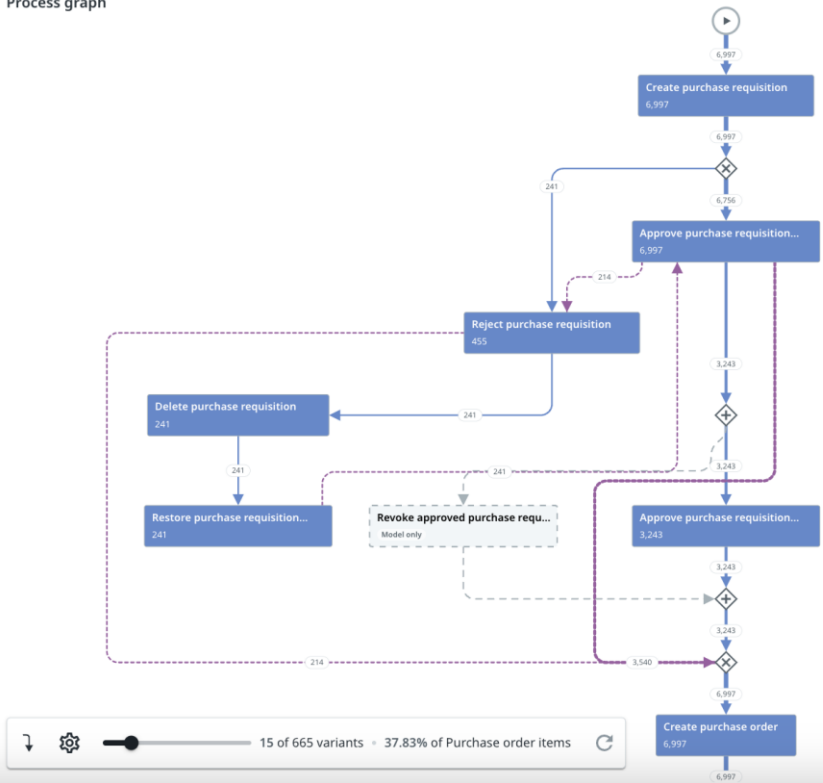 Process graph
6,997
Create purchase requisition
6,997
6,997
241
6,756
Approve purchase requisition...
6,997
214
Reject purchase requisition
455
3,243
Delete purchase requisition
241
241
241
241
3,243
Restore purchase requisition...
241
Revoke approved purchase requ...
Model only
Approve purchase requisition...
3,243
3,243
3,243
214
3,540
6,997
Create purchase order
6,997
15 of 665 variants • 37.83% of Purchase order items
6,997